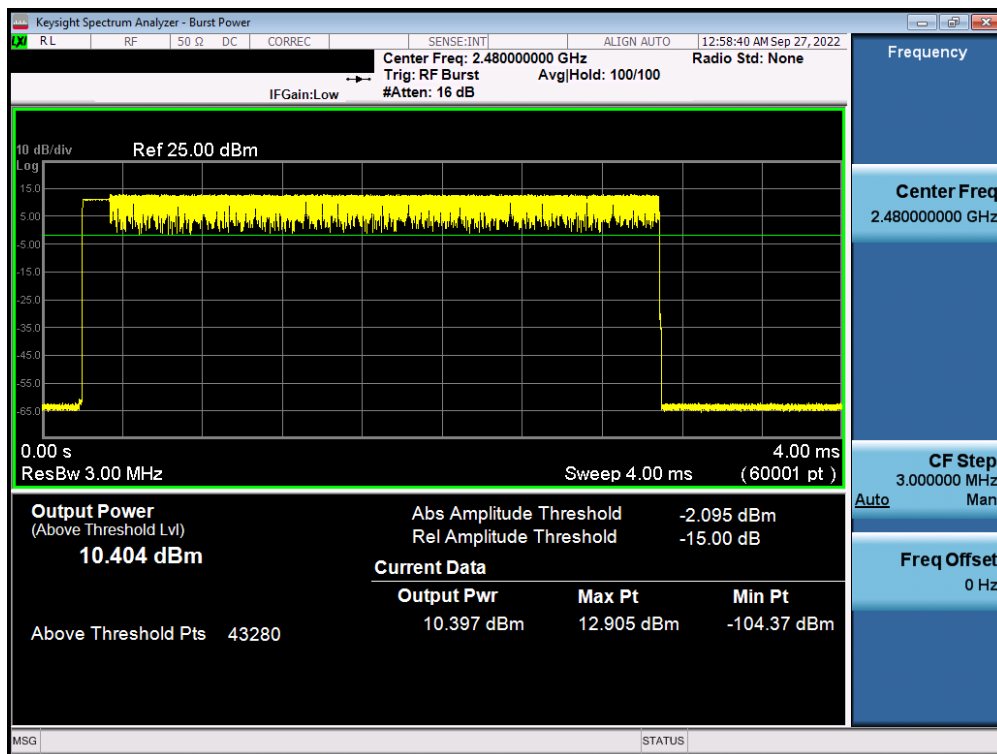 Keysight Spectrum Analyzer - Burst Power
LXI RL RF 50 Ω DC CORREC SENSE:INT ALIGN AUTO 12:58:40 AM Sep 27, 2022
Center Freq: 2.480000000 GHz Radio Std: None
Trig: RF Burst Avg|Hold: 100/100
IFGain:Low #Atten: 16 dB
10 dB/div Ref 25.00 dBm
Log
15.0
5.00
-5.00
-15.0
-25.0
-35.0
-45.0
-55.0
-65.0
0.00 s 4.00 ms
ResBw 3.00 MHz Sweep 4.00 ms (60001 pt )
Output Power
(Above Threshold Lvl)
10.404 dBm
Above Threshold Pts 43280
Abs Amplitude Threshold -2.095 dBm
Rel Amplitude Threshold -15.00 dB
Current Data
Output Pwr Max Pt Min Pt
10.397 dBm 12.905 dBm -104.37 dBm
Frequency
Center Freq
2.480000000 GHz
CF Step
3.000000 MHz
Auto Man
Freq Offset
0 Hz
MSG STATUS